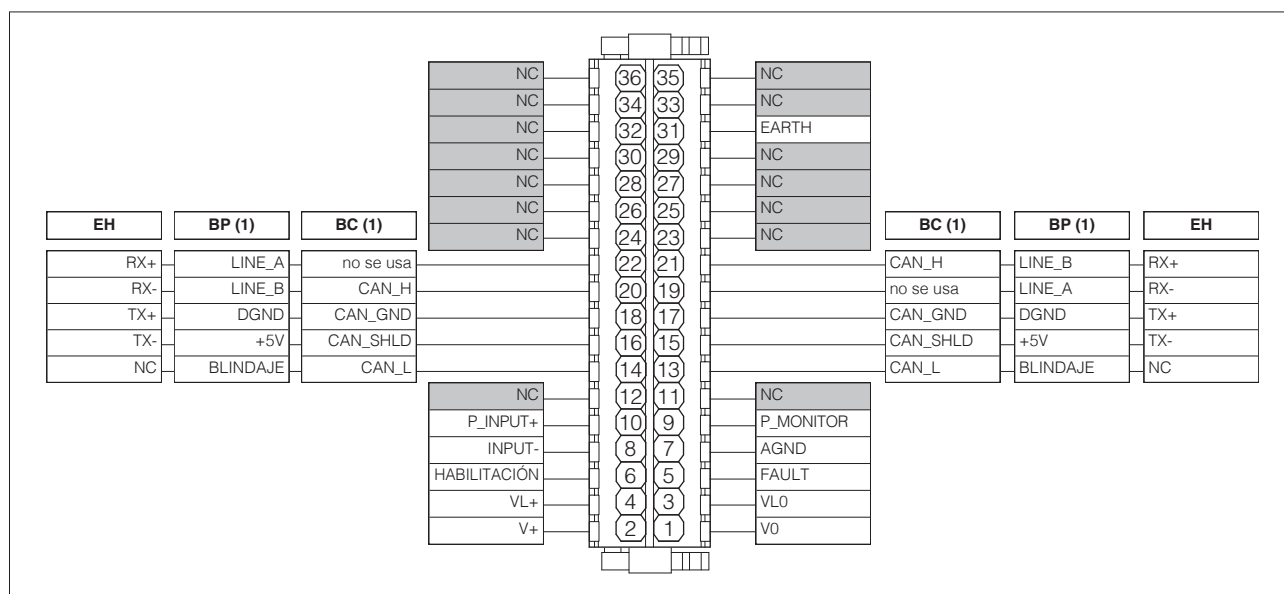 NC 36 35 NC
NC 34 33 NC
NC 32 31 EARTH
NC 30 29 NC
NC 28 27 NC
NC 26 25 NC
EH BP (1) BC (1) NC 24 23 NC BC (1) BP (1) EH
RX+ LINE_A no se usa 22 21 CAN_H LINE_B RX+
RX- LINE_B CAN_H 20 19 no se usa LINE_A RX-
TX+ DGND CAN_GND 18 17 CAN_GND DGND TX+
TX- +5V CAN_SHLD 16 15 CAN_SHLD +5V TX-
NC BLINDAJE CAN_L 14 13 CAN_L BLINDAJE NC
NC 12 11 NC
P_INPUT+ 10 9 P_MONITOR
INPUT- 8 7 AGND
HABILITACIÓN 6 5 FAULT
VL+ 4 3 VL0
V+ 2 1 V0